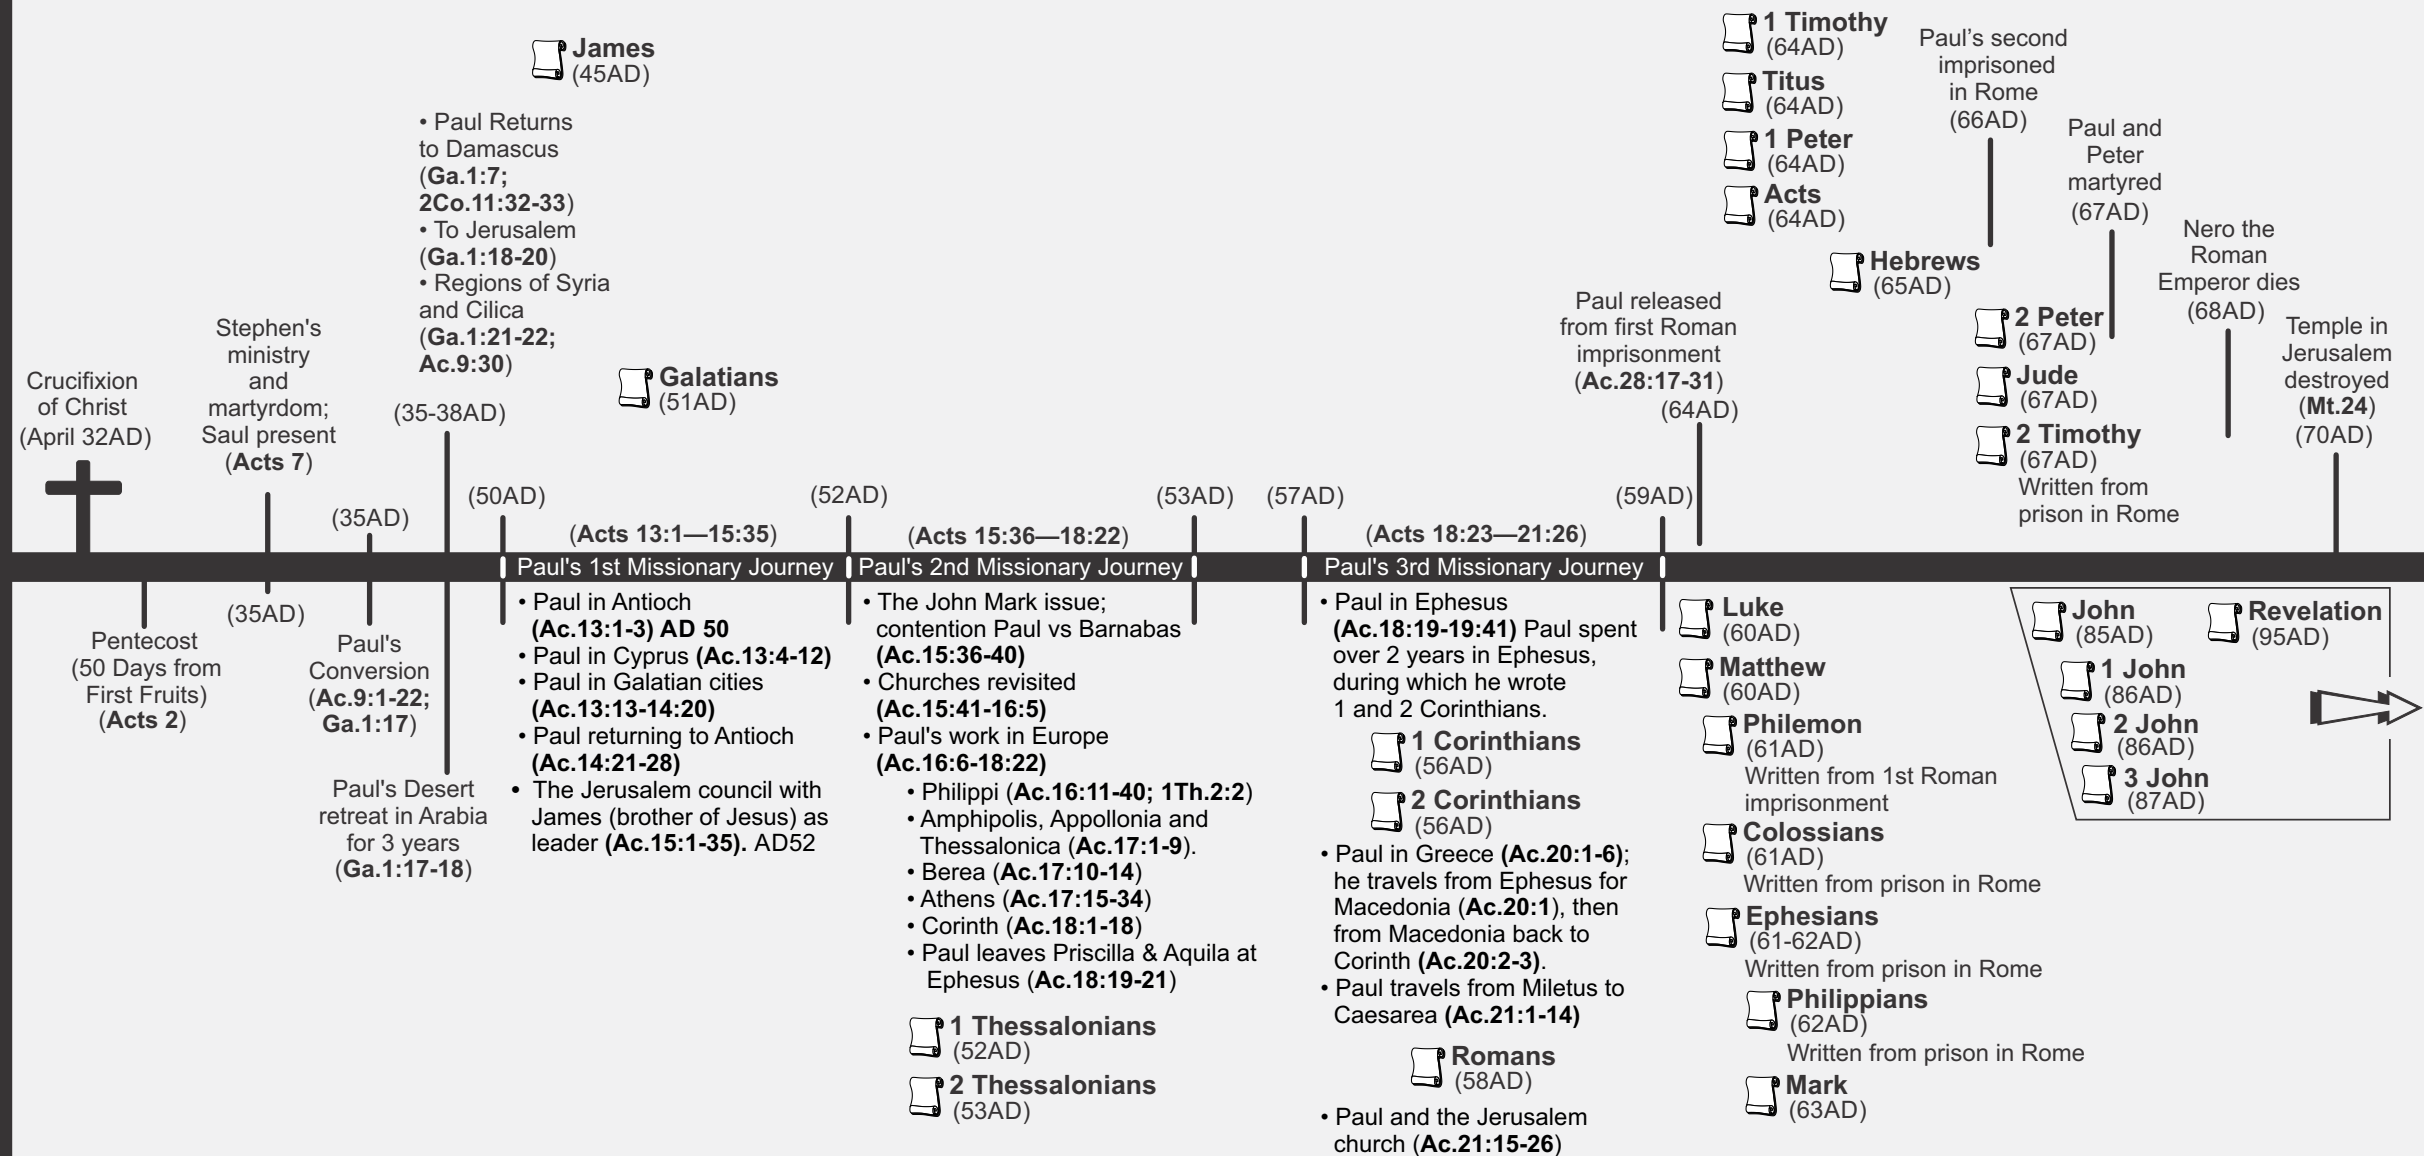 James
(45AD)
• Paul Returns
to Damascus
(Ga.1:7;
2Co.11:32-33)
• To Jerusalem
(Ga.1:18-20)
• Regions of Syria
and Cilica
(Ga.1:21-22;
Ac.9:30)
(35-38AD)
Crucifixion
of Christ
(April 32AD)
Stephen's
ministry
and
martyrdom;
Saul present
(Acts 7)
(35AD)
Galatians
(51AD)
(50AD)
(Acts 13:1—15:35)
(52AD)
(Acts 15:36—18:22)
(53AD)
(57AD)
(Acts 18:23—21:26)
(59AD)
Paul released
from first Roman
imprisonment
(Ac.28:17-31)
(64AD)
1 Timothy
(64AD)
Titus
(64AD)
1 Peter
(64AD)
Acts
(64AD)
Paul’s second
imprisoned
in Rome
(66AD)
Hebrews
(65AD)
Paul and
Peter
martyred
(67AD)
2 Peter
(67AD)
Jude
(67AD)
2 Timothy
(67AD)
Written from
prison in Rome
Nero the
Roman
Emperor dies
(68AD)
Temple in
Jerusalem
destroyed
(Mt.24)
(70AD)
Paul's 1st Missionary Journey
Paul's 2nd Missionary Journey
Paul's 3rd Missionary Journey
Pentecost
(50 Days from
First Fruits)
(Acts 2)
(35AD)
Paul's
Conversion
(Ac.9:1-22;
Ga.1:17)
Paul's Desert
retreat in Arabia
for 3 years
(Ga.1:17-18)
• Paul in Antioch
(Ac.13:1-3) AD 50
• Paul in Cyprus (Ac.13:4-12)
• Paul in Galatian cities
(Ac.13:13-14:20)
• Paul returning to Antioch
(Ac.14:21-28)
• The Jerusalem council with
James (brother of Jesus) as
leader (Ac.15:1-35). AD52
• The John Mark issue;
contention Paul vs Barnabas
(Ac.15:36-40)
• Churches revisited
(Ac.15:41-16:5)
• Paul's work in Europe
(Ac.16:6-18:22)
• Philippi (Ac.16:11-40; 1Th.2:2)
• Amphipolis, Appollonia and
Thessalonica (Ac.17:1-9).
• Berea (Ac.17:10-14)
• Athens (Ac.17:15-34)
• Corinth (Ac.18:1-18)
• Paul leaves Priscilla & Aquila at
Ephesus (Ac.18:19-21)
1 Thessalonians
(52AD)
2 Thessalonians
(53AD)
• Paul in Ephesus
(Ac.18:19-19:41) Paul spent
over 2 years in Ephesus,
during which he wrote
1 and 2 Corinthians.
1 Corinthians
(56AD)
2 Corinthians
(56AD)
• Paul in Greece (Ac.20:1-6);
he travels from Ephesus for
Macedonia (Ac.20:1), then
from Macedonia back to
Corinth (Ac.20:2-3).
• Paul travels from Miletus to
Caesarea (Ac.21:1-14)
Romans
(58AD)
• Paul and the Jerusalem
church (Ac.21:15-26)
Luke
(60AD)
Matthew
(60AD)
Philemon
(61AD)
Written from 1st Roman
imprisonment
Colossians
(61AD)
Written from prison in Rome
Ephesians
(61-62AD)
Written from prison in Rome
Philippians
(62AD)
Written from prison in Rome
Mark
(63AD)
John
(85AD)
Revelation
(95AD)
1 John
(86AD)
2 John
(86AD)
3 John
(87AD)